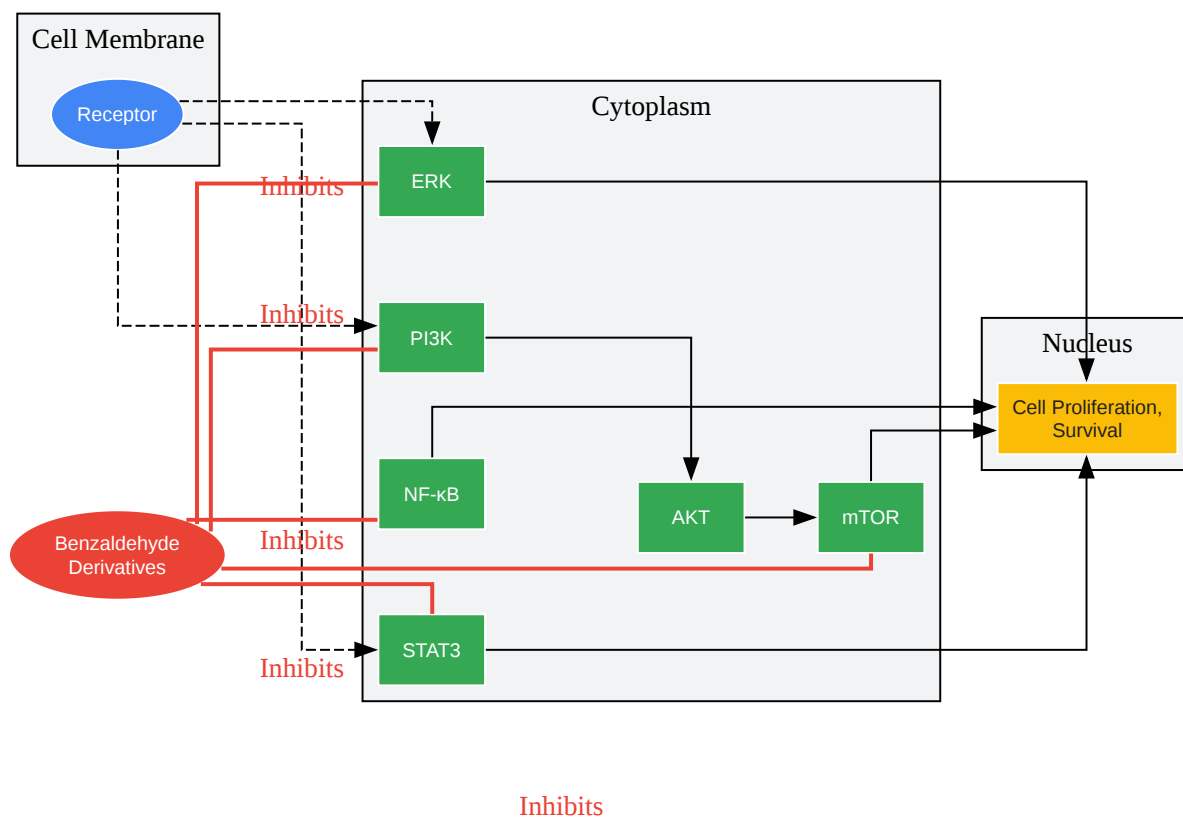 Cell Membrane
Receptor
Cytoplasm
ERK
Inhibits
Inhibits
PI3K
Nucleus
Cell Proliferation,
Survival
NF-κB
AKT
mTOR
Inhibits
Benzaldehyde
Derivatives
STAT3
Inhibits
Inhibits